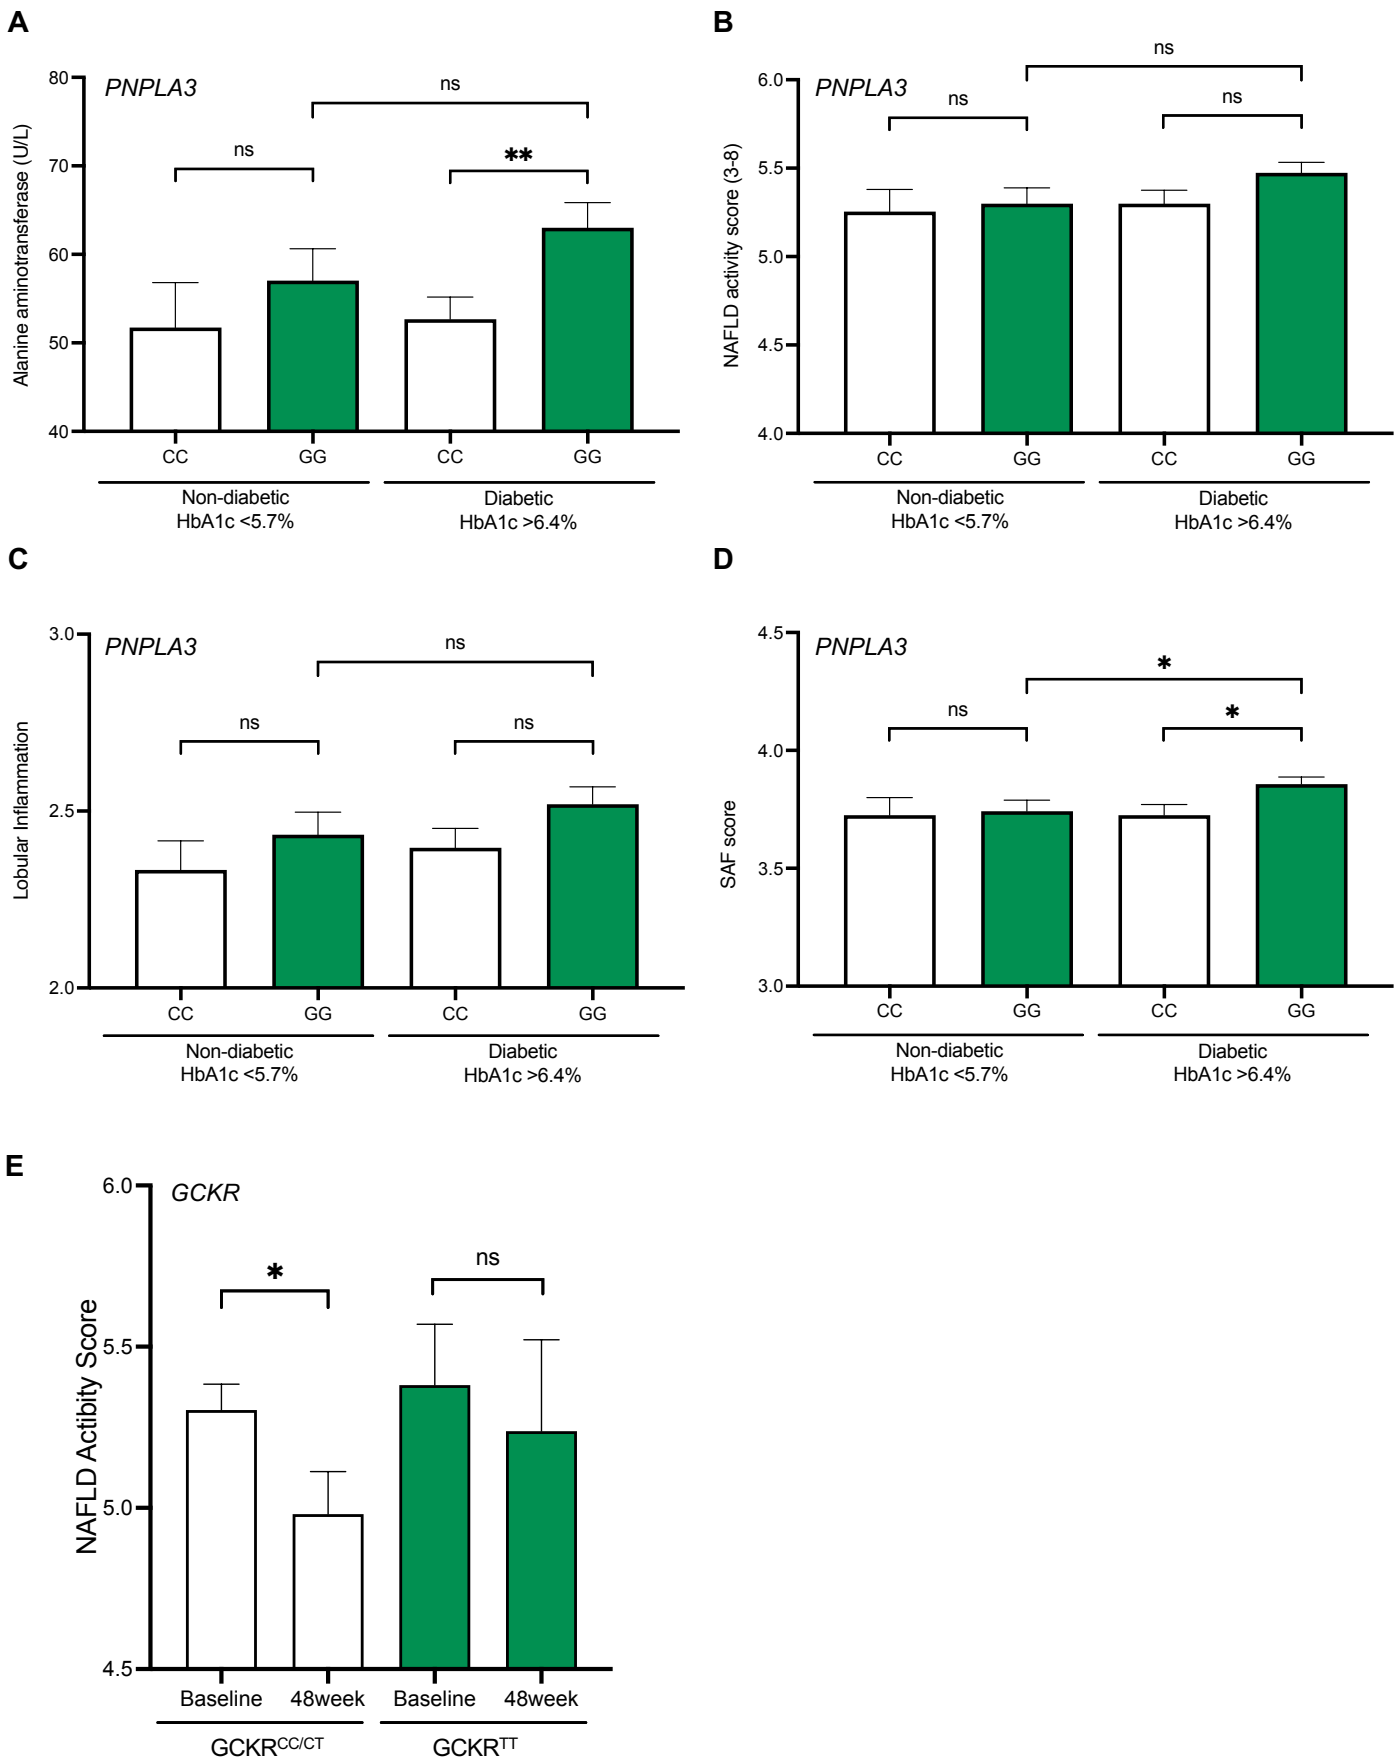 A
PNPLA3
Alanine aminotransferase (U/L)
80
70
60
50
40
ns
ns
**
CC
GG
CC
GG
Non-diabetic
HbA1c <5.7%
Diabetic
HbA1c >6.4%
B
PNPLA3
NAFLD activity score (3-8)
6.0
5.5
5.0
4.5
4.0
ns
ns
ns
CC
GG
CC
GG
Non-diabetic
HbA1c <5.7%
Diabetic
HbA1c >6.4%
C
PNPLA3
Lobular Inflammation
3.0
2.5
2.0
ns
ns
ns
CC
GG
CC
GG
Non-diabetic
HbA1c <5.7%
Diabetic
HbA1c >6.4%
D
PNPLA3
SAF score
4.5
4.0
3.5
3.0
*
ns
*
CC
GG
CC
GG
Non-diabetic
HbA1c <5.7%
Diabetic
HbA1c >6.4%
E
GCKR
NAFLD Actibity Score
6.0
5.5
5.0
4.5
*
ns
Baseline
48week
Baseline
48week
GCKRCC/CT
GCKRTT